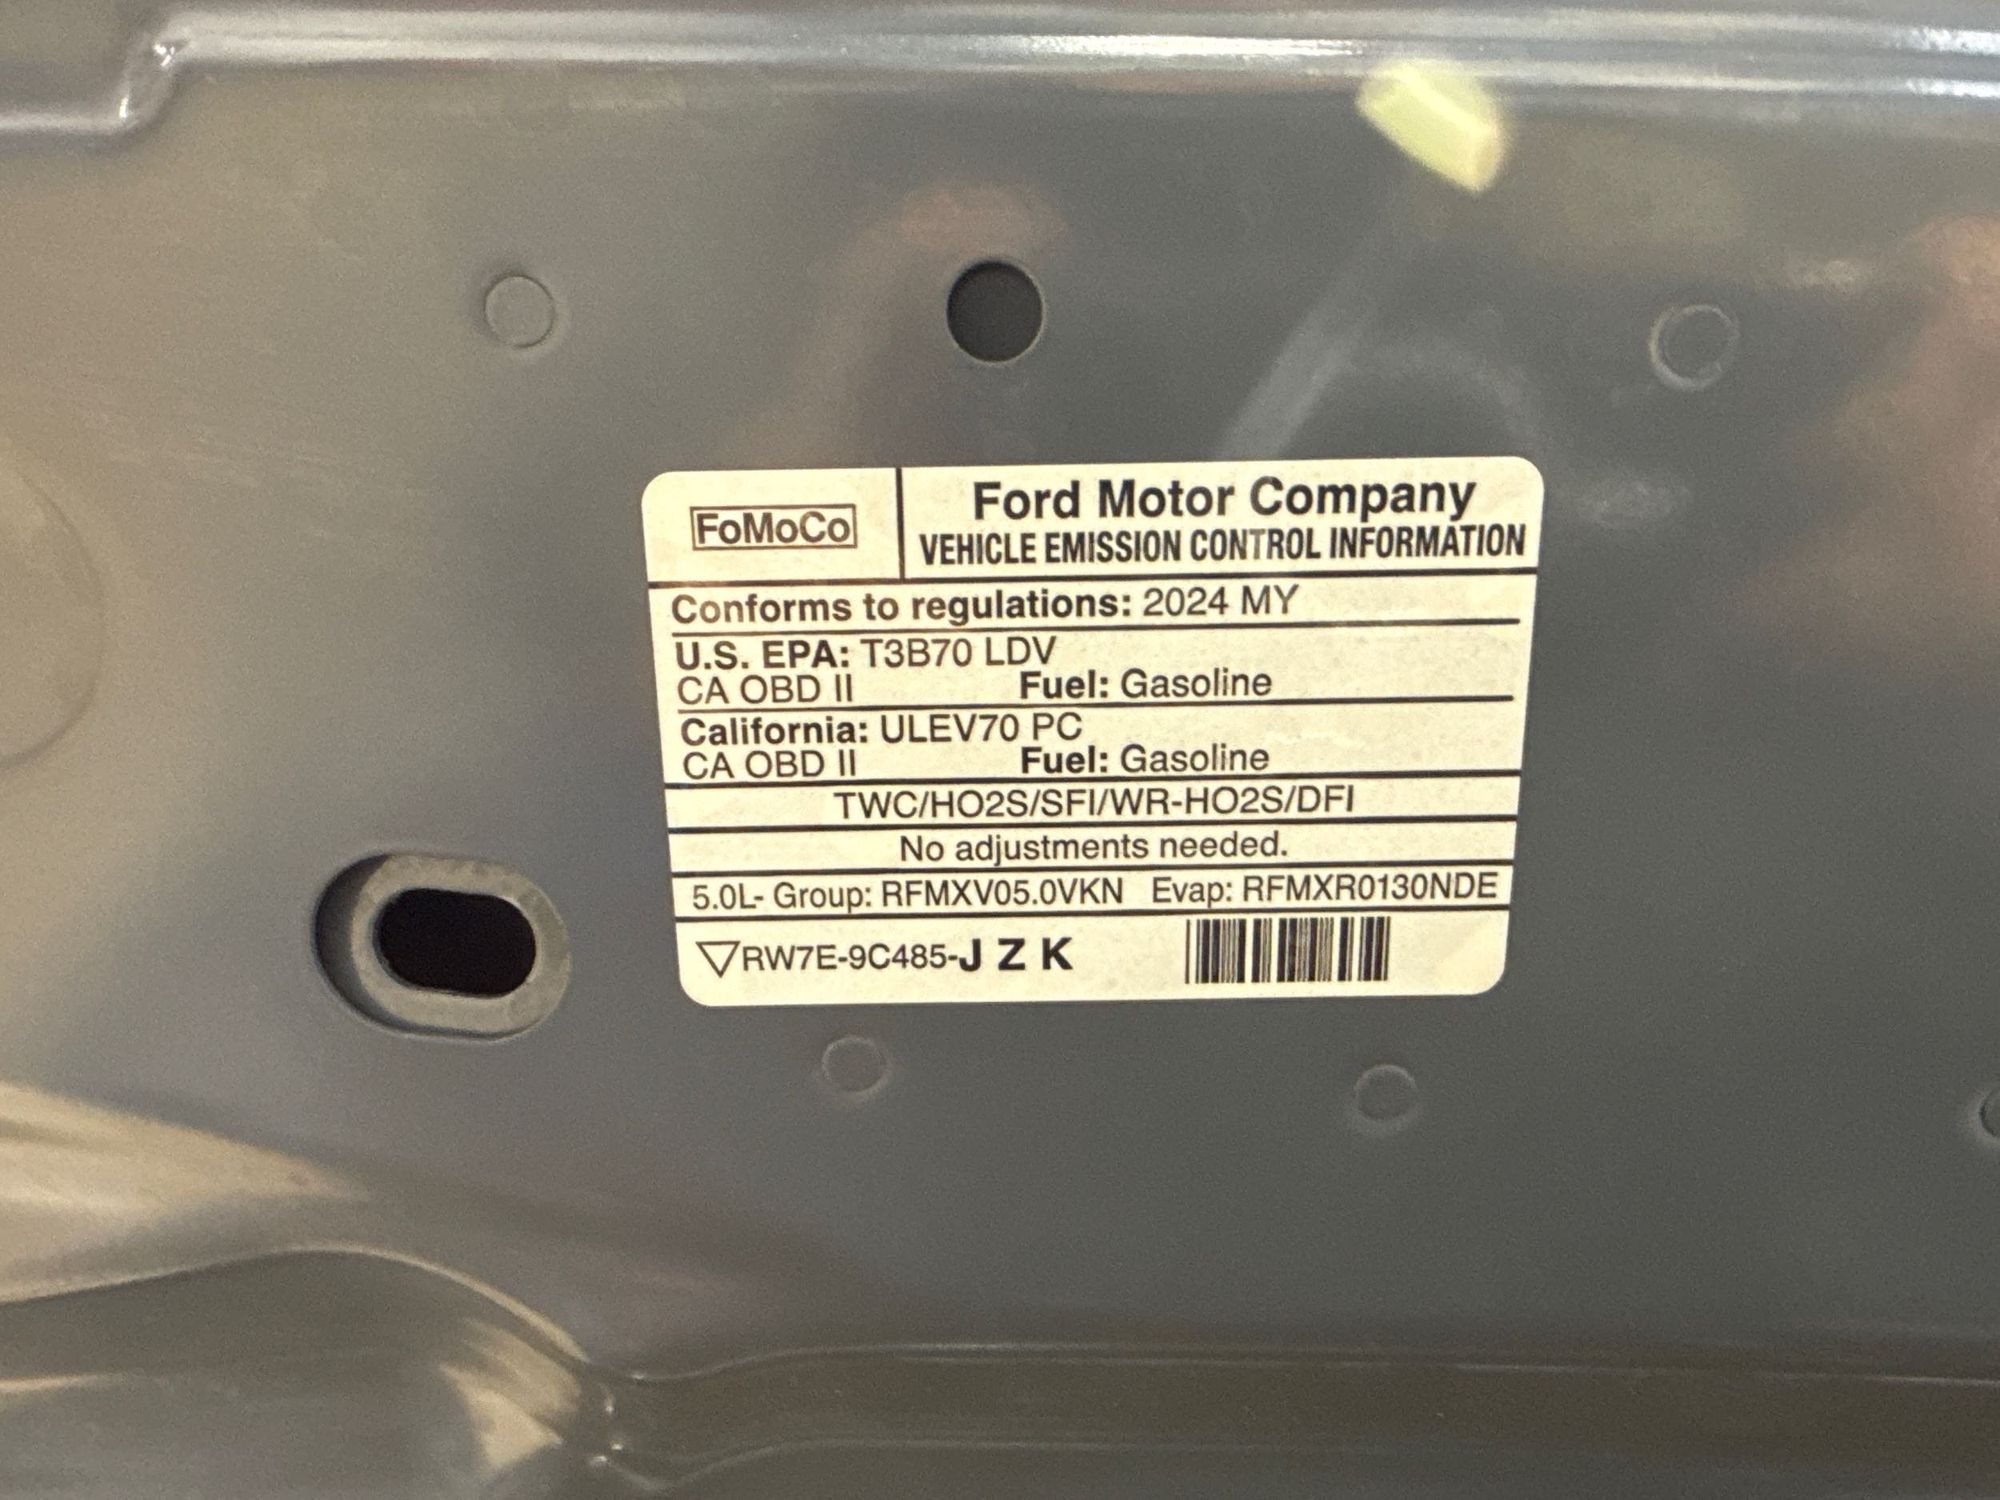 FoMoCo
Ford Motor Company
VEHICLE EMISSION CONTROL INFORMATION
Conforms to regulations: 2024 MY
U.S. EPA: T3B70 LDV
CA OBD II Fuel: Gasoline
California: ULEV70 PC
CA OBD II Fuel: Gasoline
TWC/HO2S/SFI/WR-HO2S/DFI
No adjustments needed.
5.0L- Group: RFMXV05.0VKN Evap: RFMXR0130NDE
▽RW7E-9C485-J Z K